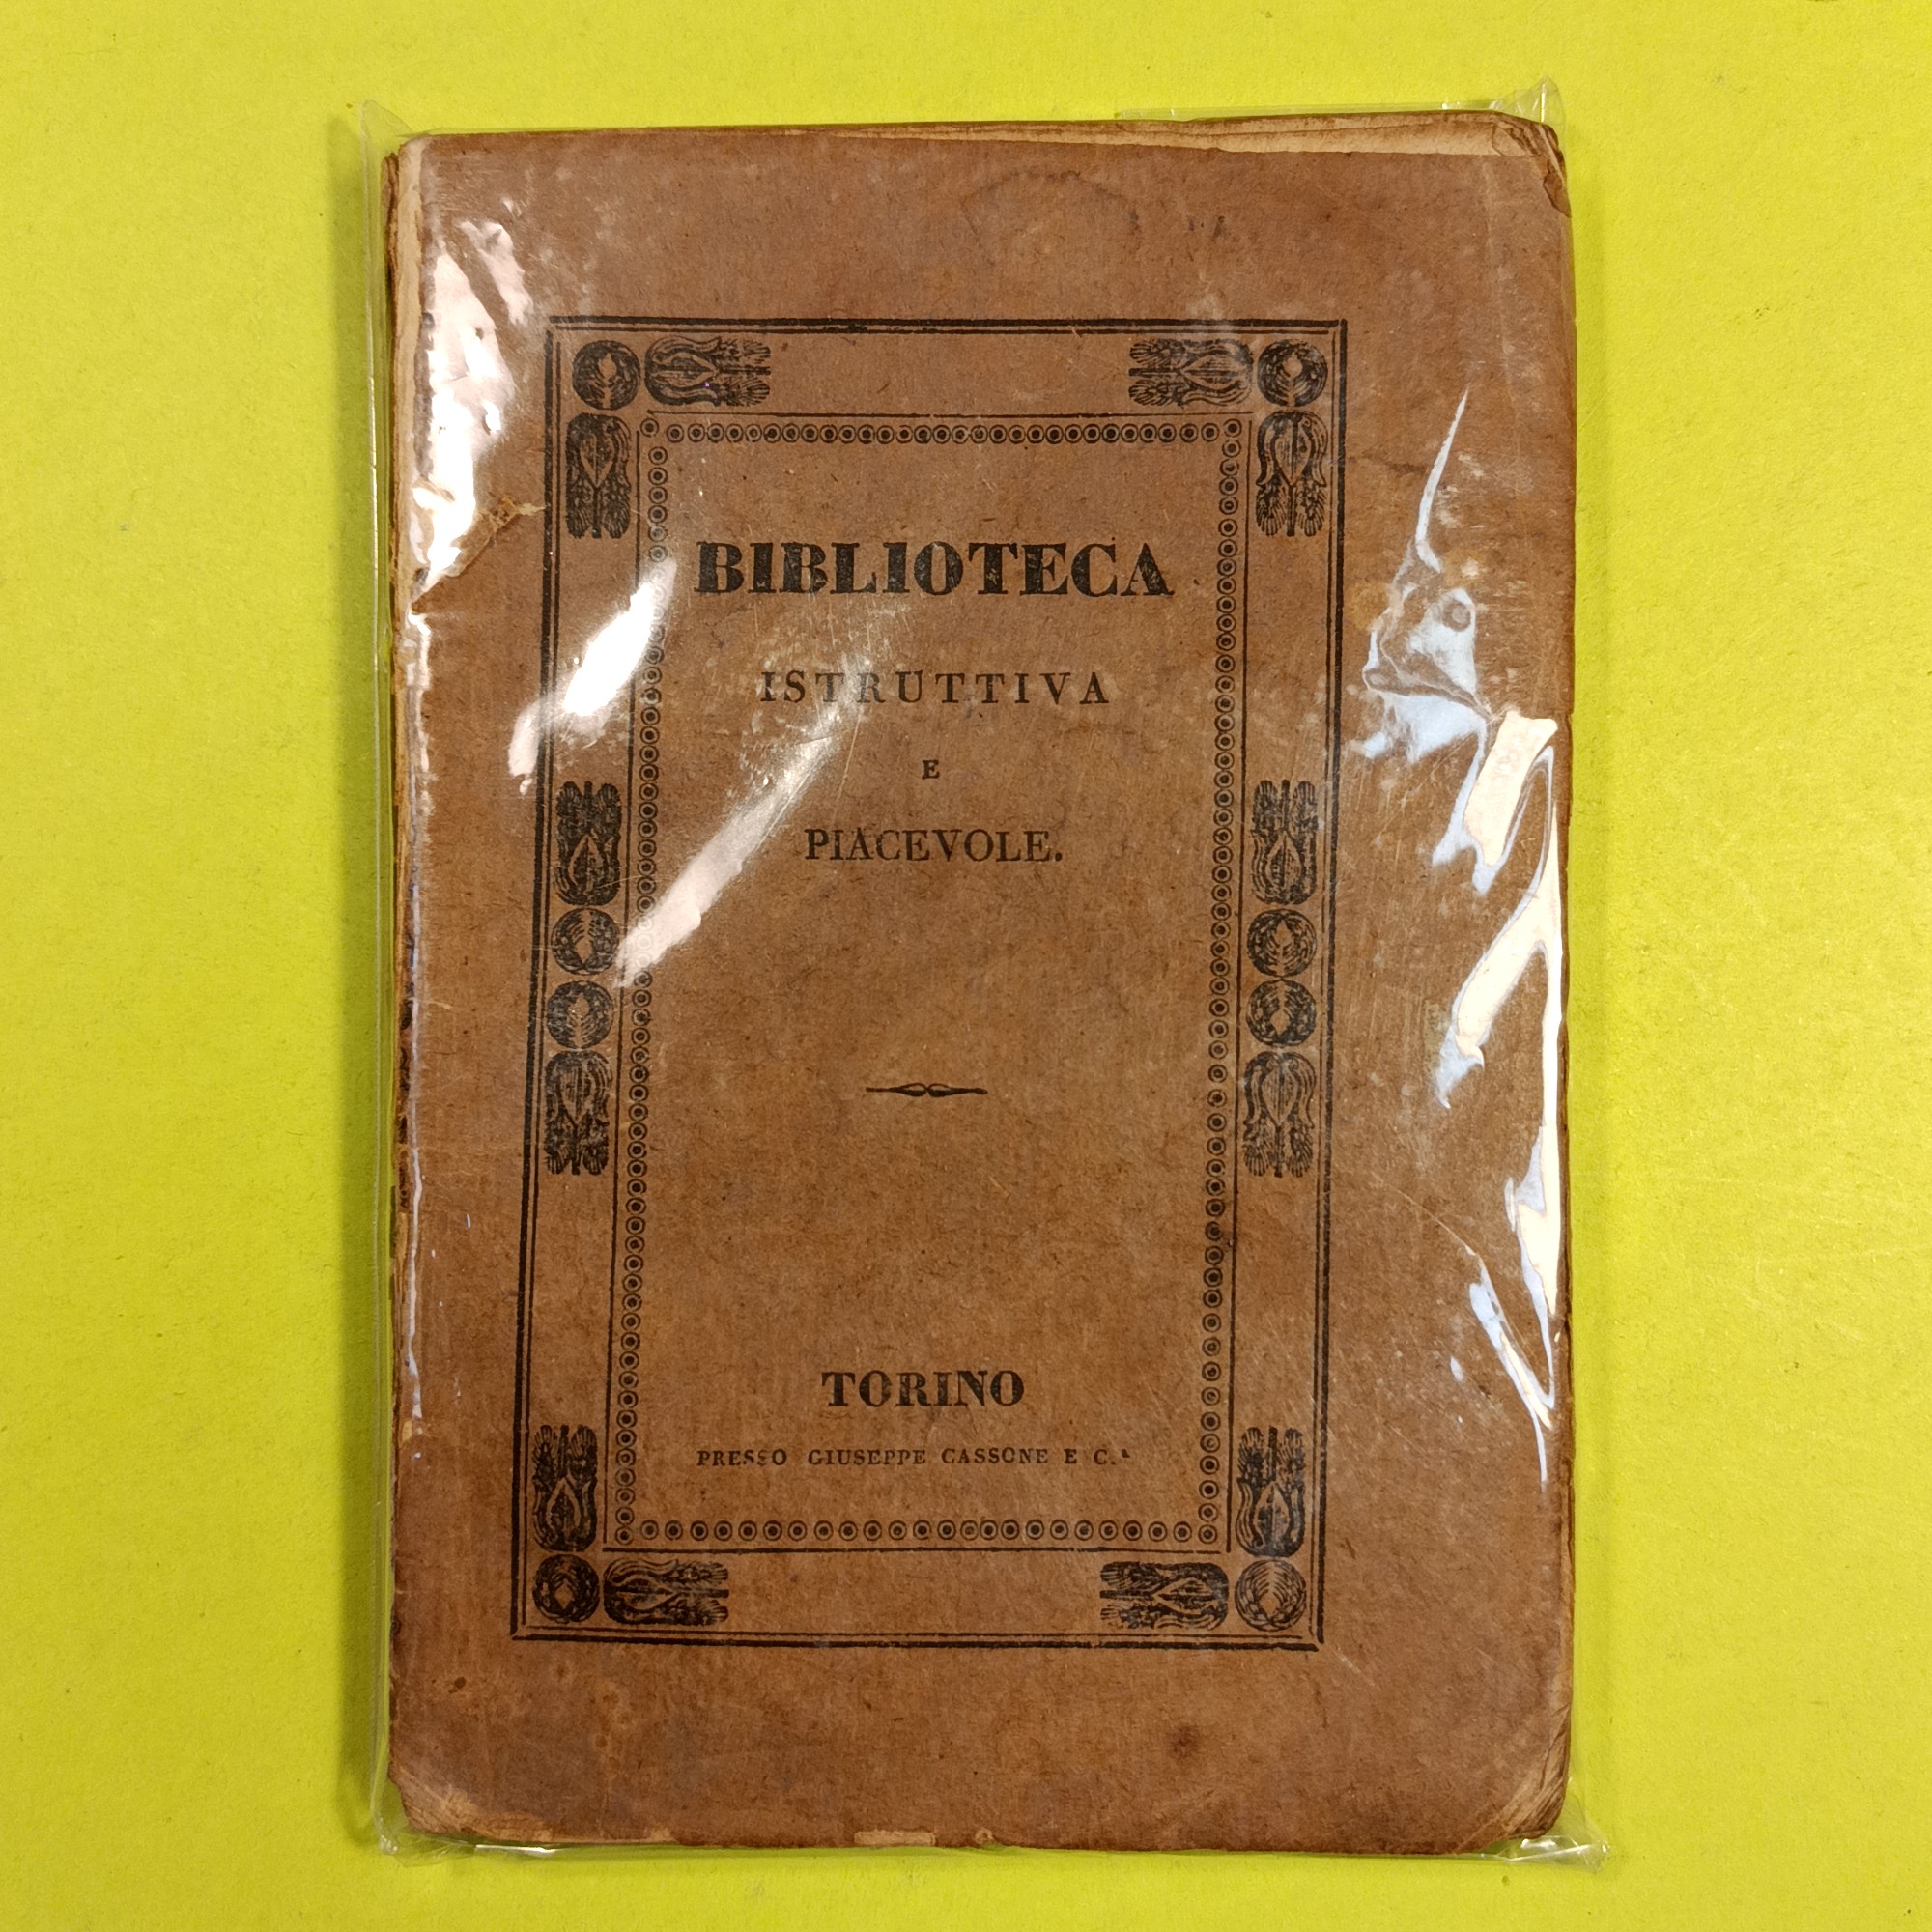 BIBLIOTECA
ISTRUTTIVA
E
PIACEVOLE.
TORINO
PRESSO GIUSEPPE CASSONE E C.ª